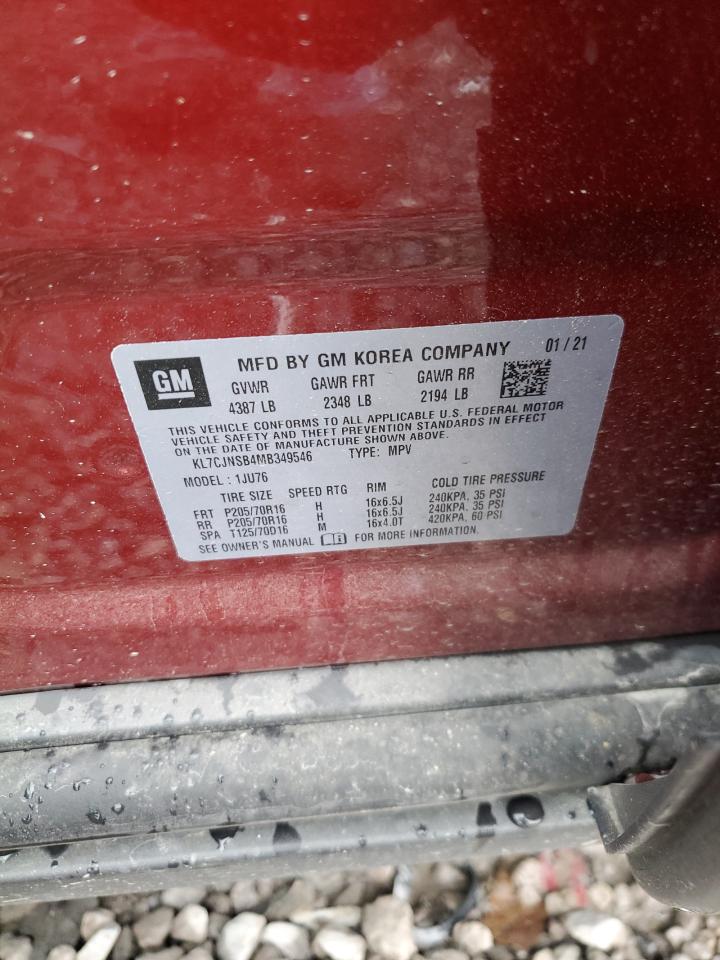 GM
MFD BY GM KOREA COMPANY 01 / 21
GVWR GAWR FRT GAWR RR
4387 LB 2348 LB 2194 LB
THIS VEHICLE CONFORMS TO ALL APPLICABLE U.S. FEDERAL MOTOR
VEHICLE SAFETY AND THEFT PREVENTION STANDARDS IN EFFECT
ON THE DATE OF MANUFACTURE SHOWN ABOVE.
KL7CJNSB4MB349546 TYPE: MPV
MODEL : 1JU76
TIRE SIZE SPEED RTG RIM COLD TIRE PRESSURE
FRT P205/70R16 H 16x6.5J 240KPA, 35 PSI
RR P205/70R16 H 16x6.5J 240KPA, 35 PSI
SPA T125/70D16 M 16x4.0T 420KPA, 60 PSI
SEE OWNER'S MANUAL FOR MORE INFORMATION.